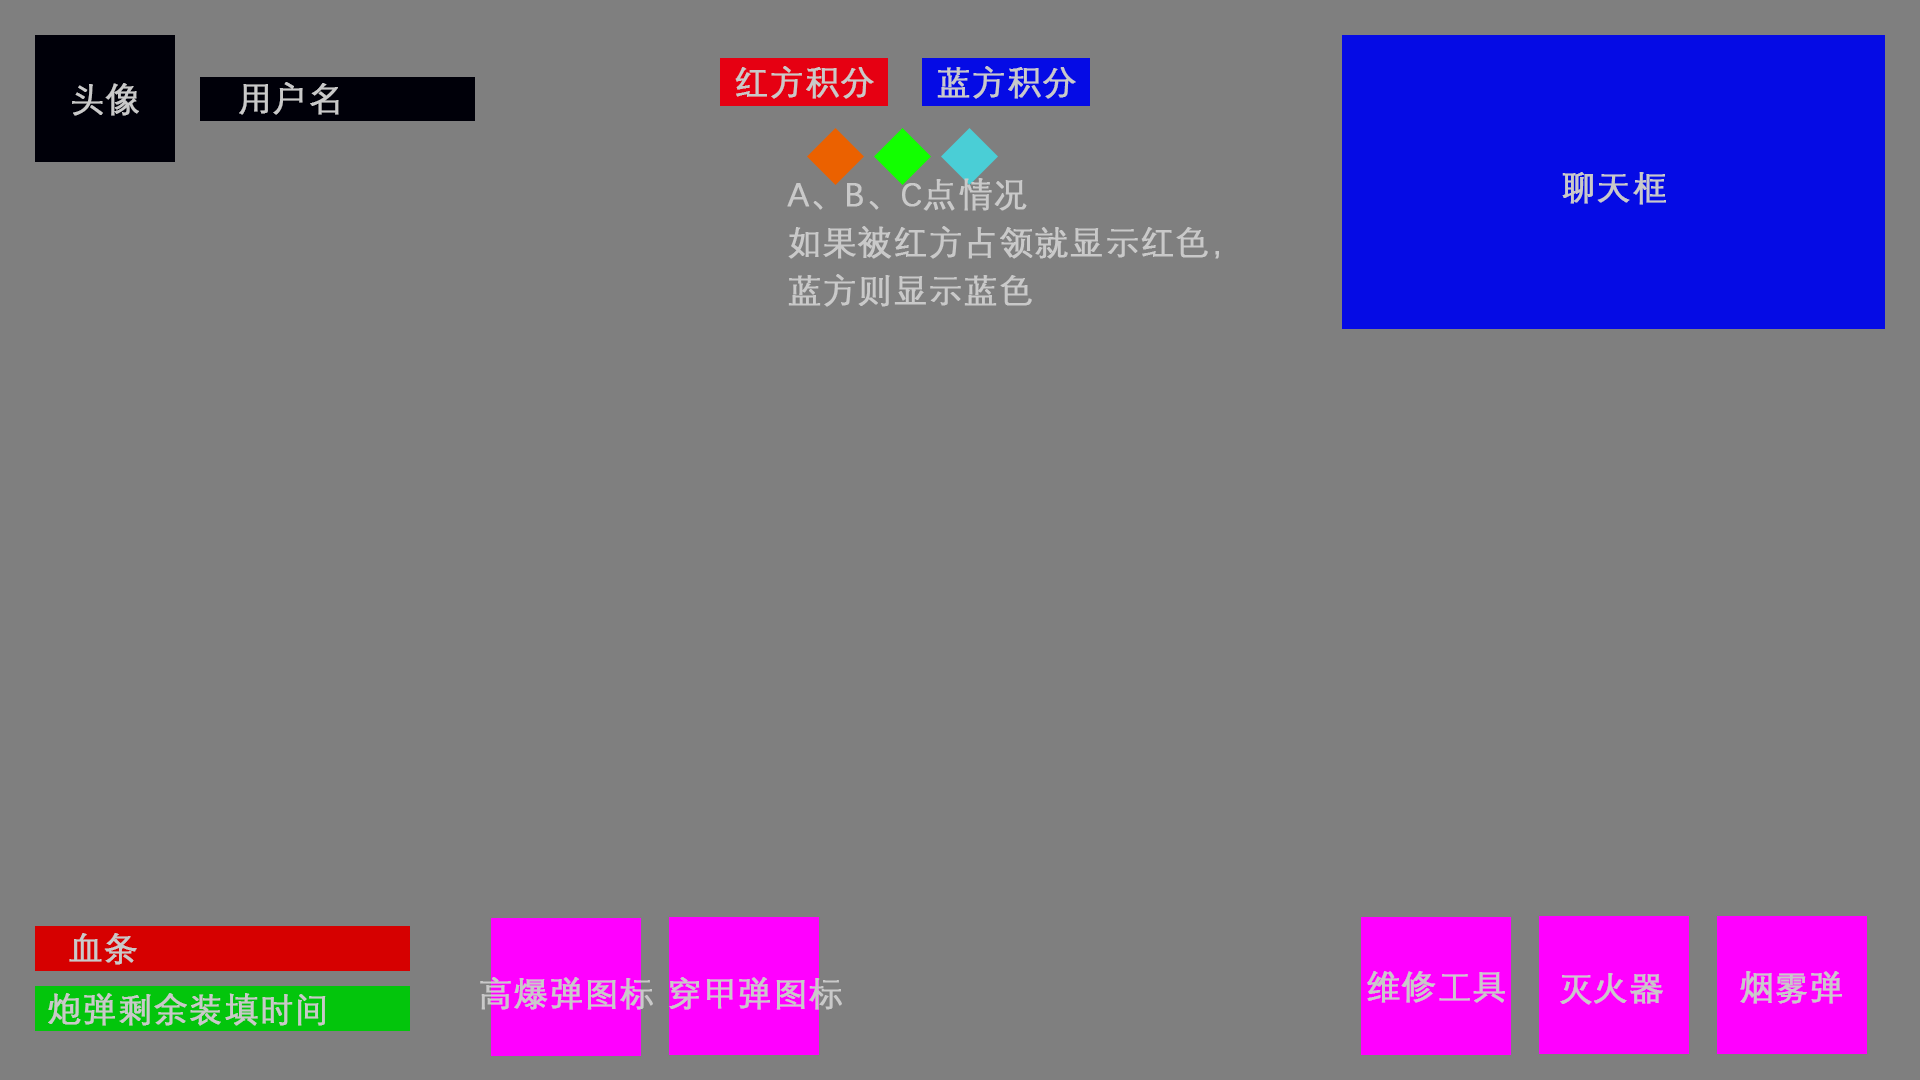 头像
用户名
红方积分
蓝方积分
A、B、C点情况
如果被红方占领就显示红色，
蓝方则显示蓝色
聊天框
血条
炮弹剩余装填时间
高爆弹图标
穿甲弹图标
维修工具
灭火器
烟雾弹